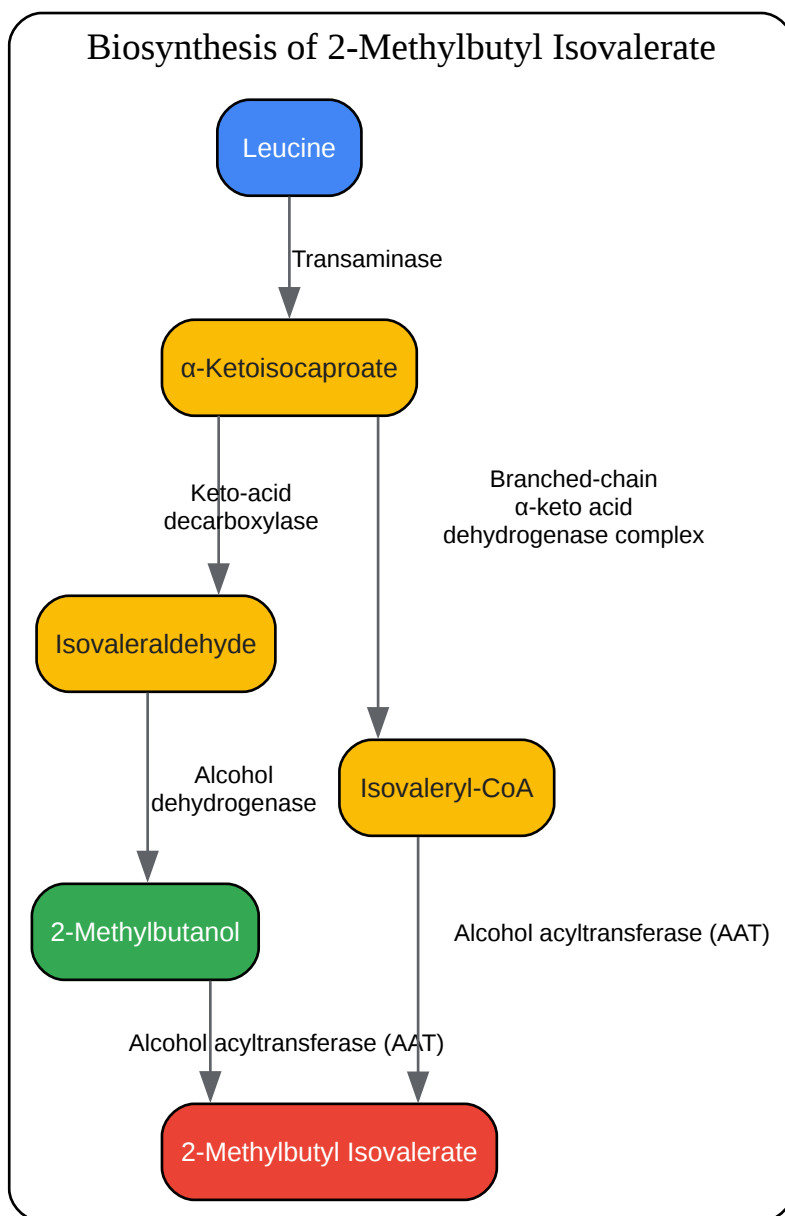 Biosynthesis of 2-Methylbutyl Isovalerate
Leucine
Transaminase
α-Ketoisocaproate
Keto-acid
decarboxylase
Branched-chain
α-keto acid
dehydrogenase complex
Isovaleraldehyde
Alcohol
dehydrogenase
Isovaleryl-CoA
2-Methylbutanol
Alcohol acyltransferase (AAT)
Alcohol acyltransferase (AAT)
2-Methylbutyl Isovalerate